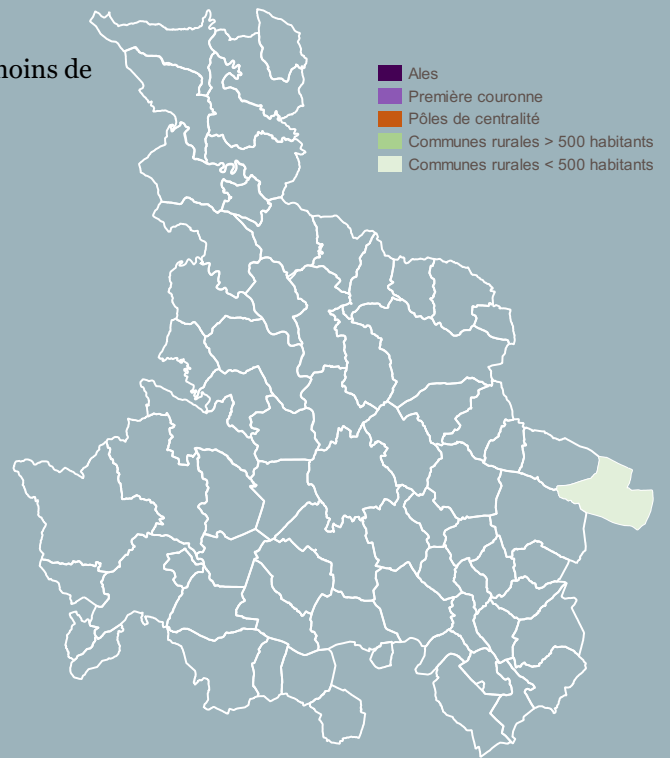 moins de
Ales
Première couronne
Pôles de centralité
Communes rurales > 500 habitants
Communes rurales < 500 habitants